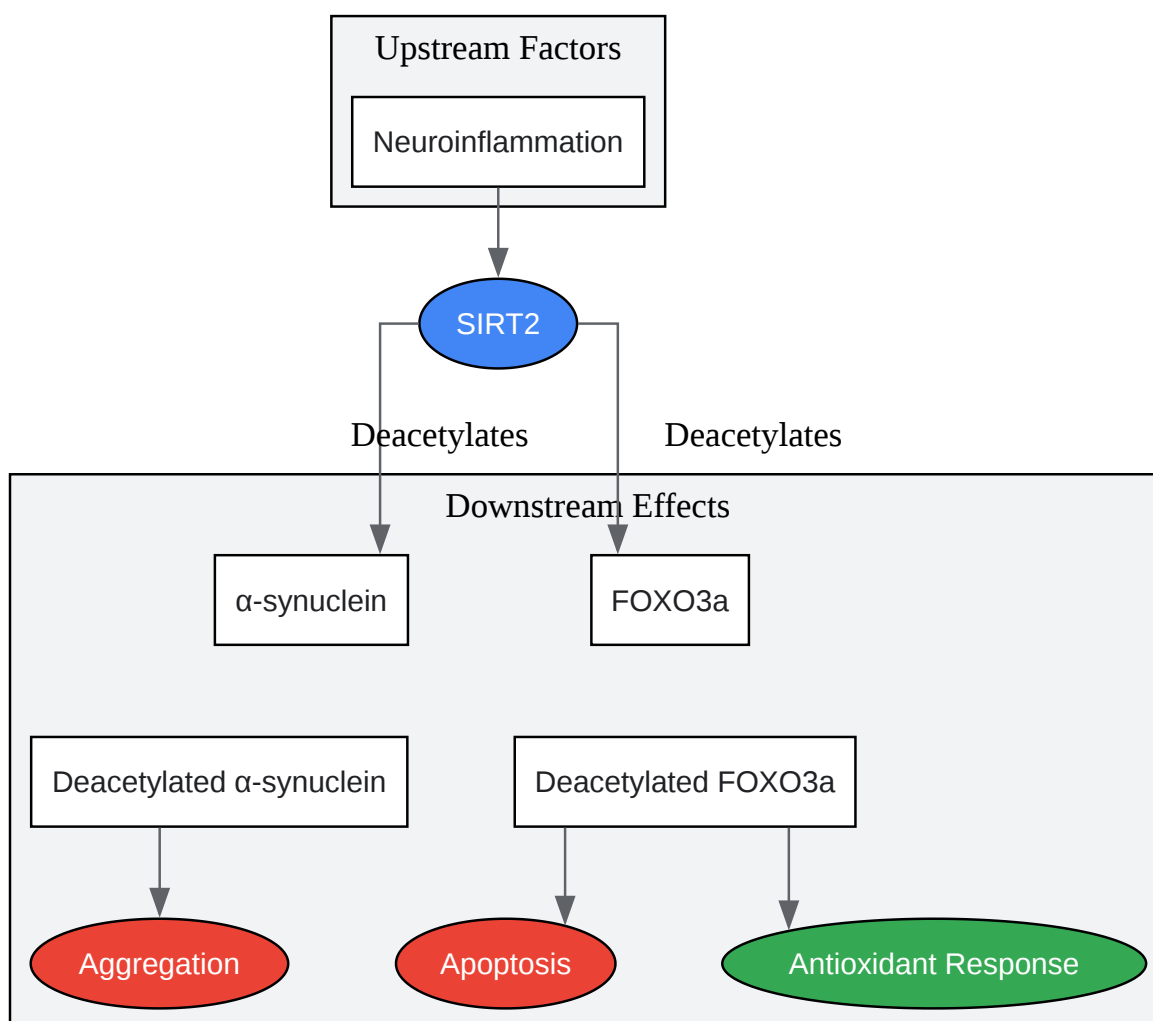 Upstream Factors
Neuroinflammation
SIRT2
Deacetylates
Deacetylates
Downstream Effects
α-synuclein
FOXO3a
Deacetylated α-synuclein
Deacetylated FOXO3a
Aggregation
Apoptosis
Antioxidant Response